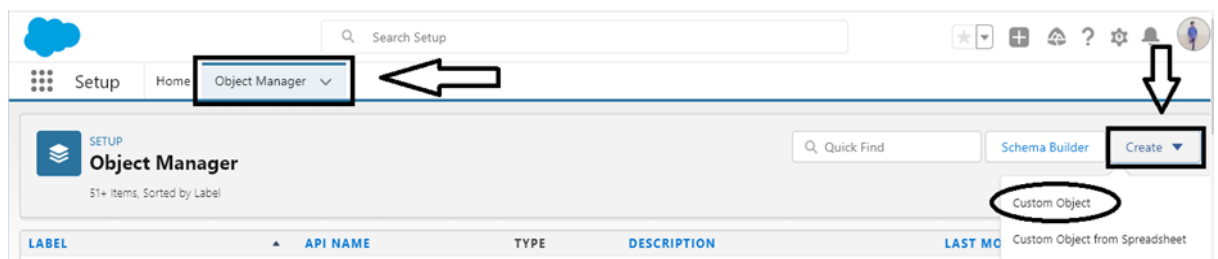 Search Setup
Setup Home Object Manager
SETUP
Object Manager
51+ Items, Sorted by Label
Quick Find
Schema Builder
Create
Custom Object
Custom Object from Spreadsheet
LABEL API NAME TYPE DESCRIPTION LAST MO